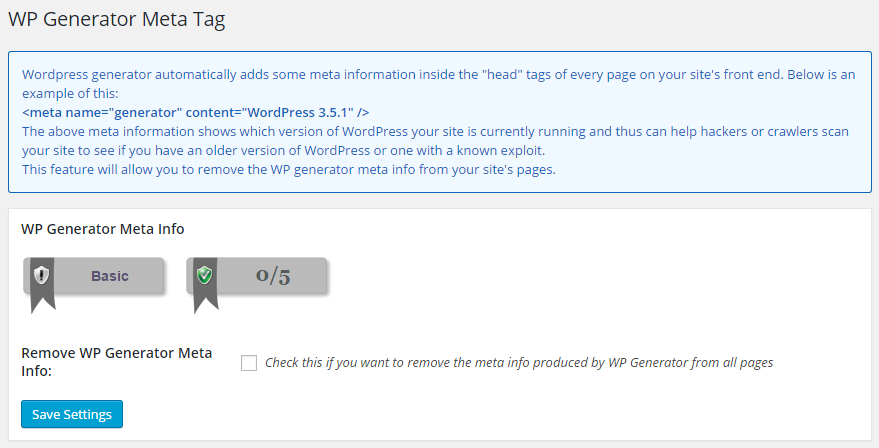 WP Generator Meta Tag
Wordpress generator automatically adds some meta information inside the "head" tags of every page on your site's front end. Below is an
example of this:
<meta name="generator" content="WordPress 3.5.1" />
The above meta information shows which version of WordPress your site is currently running and thus can help hackers or crawlers scan
your site to see if you have an older version of WordPress or one with a known exploit.
This feature will allow you to remove the WP generator meta info from your site's pages.
WP Generator Meta Info
Basic
0/5
Remove WP Generator Meta
Info:
Check this if you want to remove the meta info produced by WP Generator from all pages
Save Settings